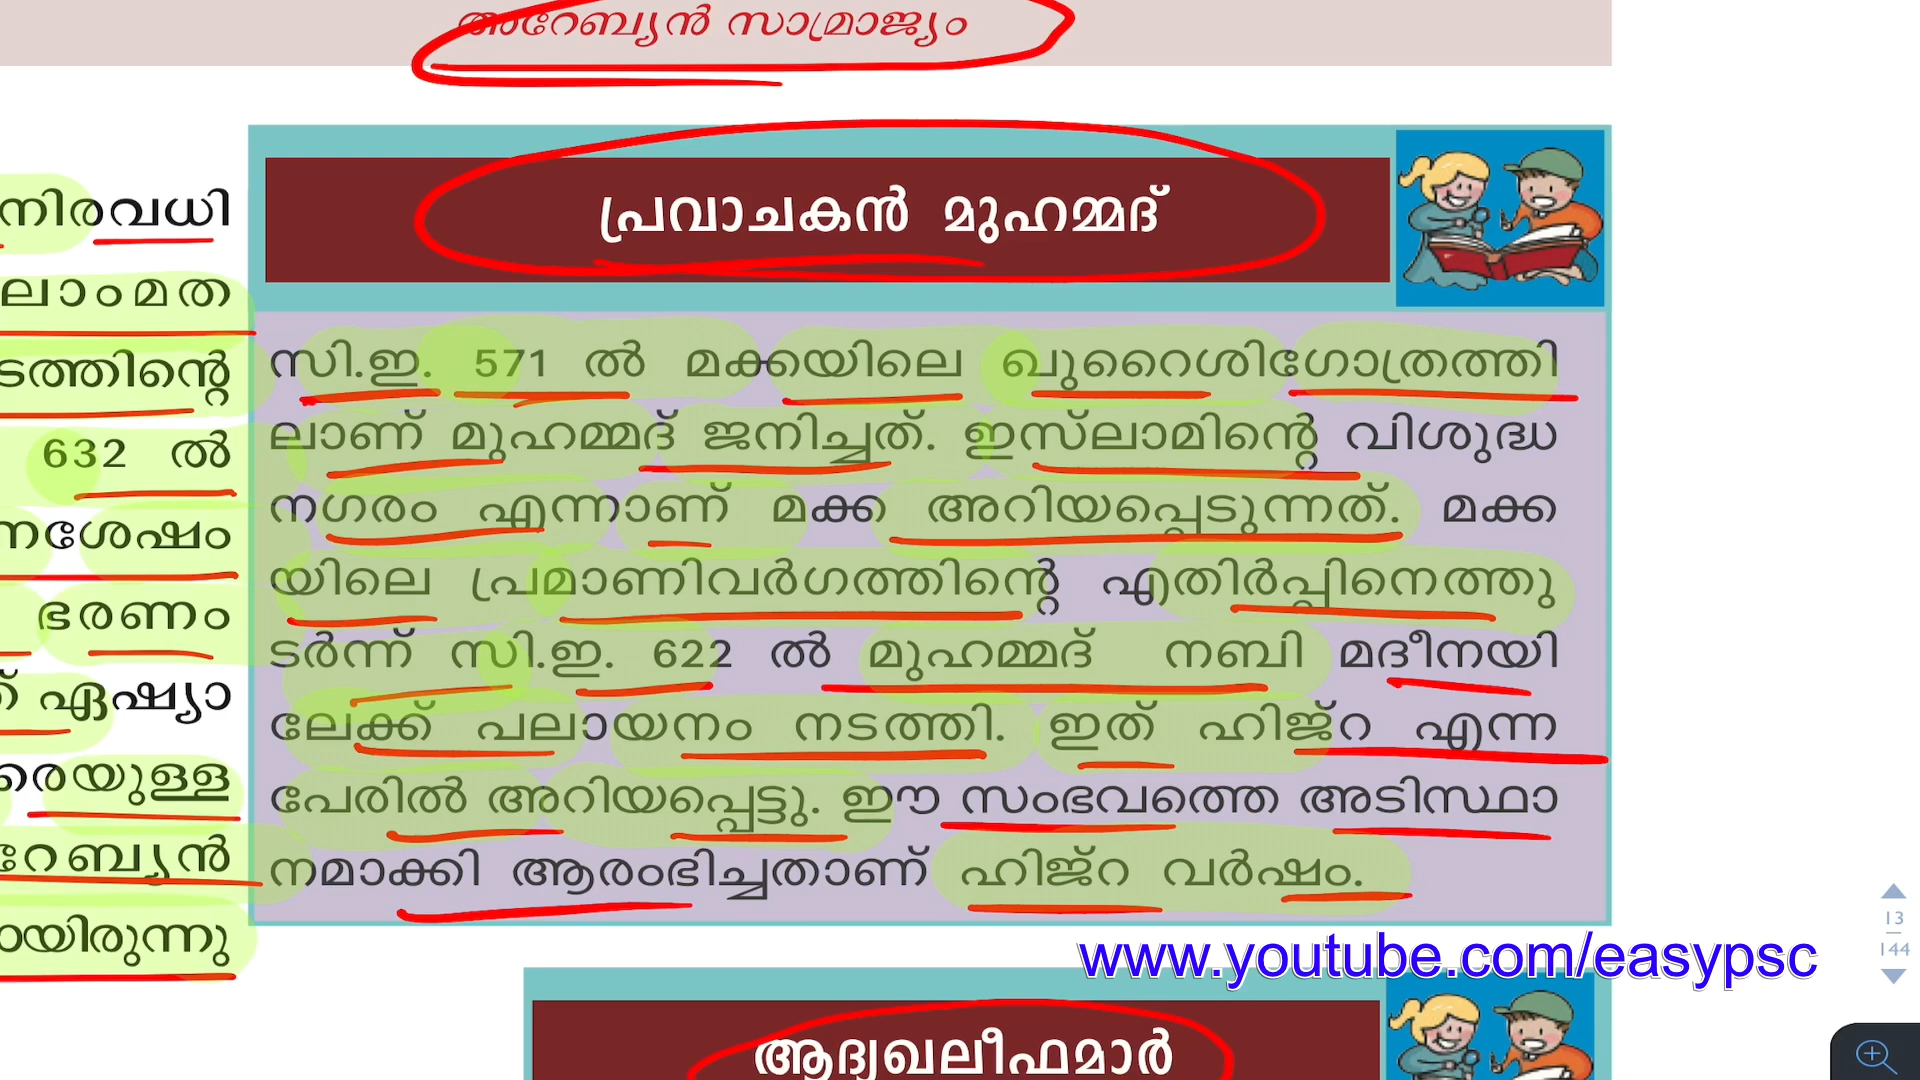 അറേബ്യൻ സാമ്രാജ്യം
പ്രവാചകൻ മുഹമ്മദ്
നിരവധി
ലാംമത
ടത്തിന്റെ
632 ൽ
നശേഷം
ഭരണം
ഏഷ്യാ
രെയുള്ള
റേബ്യൻ
ായിരുന്നു
സി.ഇ. 571 ൽ മക്കയിലെ ഖുറൈശിഗോത്രത്തി
ലാണ് മുഹമ്മദ് ജനിച്ചത്. ഇസ്‌ലാമിന്റെ വിശുദ്ധ
നഗരം എന്നാണ് മക്ക അറിയപ്പെടുന്നത്. മക്ക
യിലെ പ്രമാണിവർഗത്തിന്റെ എതിർപ്പിനെത്തു
ടർന്ന് സി.ഇ. 622 ൽ മുഹമ്മദ് നബി മദീനയി
ലേക്ക് പലായനം നടത്തി. ഇത് ഹിജ്റ എന്ന
പേരിൽ അറിയപ്പെട്ടു. ഈ സംഭവത്തെ അടിസ്ഥാ
നമാക്കി ആരംഭിച്ചതാണ് ഹിജ്റ വർഷം.
www.youtube.com/easypsc
13
144
ആദ്യഖലീഫമാർ